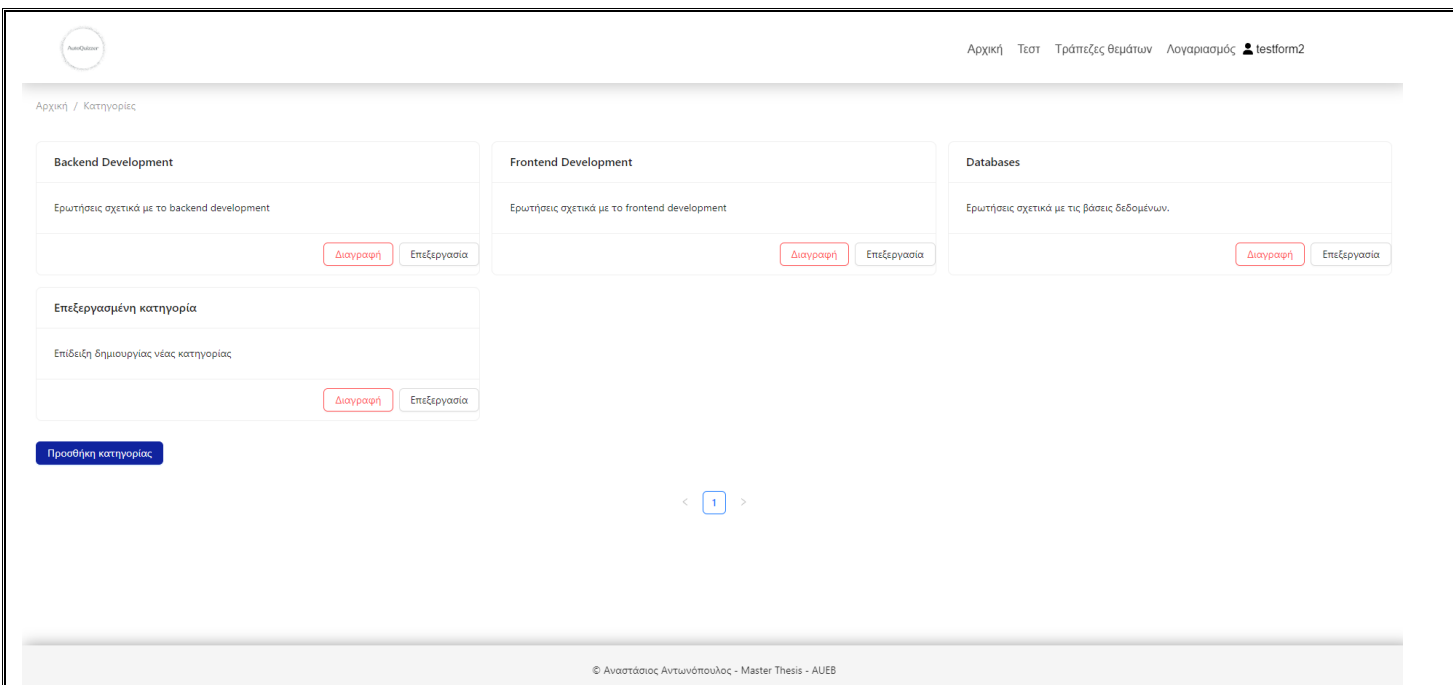 AutoQuizzer
Αρχική Τεστ Τράπεζες θεμάτων Λογαριασμός testform2
Αρχική / Κατηγορίες
Backend Development
Ερωτήσεις σχετικά με το backend development
Διαγραφή Επεξεργασία
Frontend Development
Ερωτήσεις σχετικά με το frontend development
Διαγραφή Επεξεργασία
Databases
Ερωτήσεις σχετικά με τις βάσεις δεδομένων.
Διαγραφή Επεξεργασία
Επεξεργασμένη κατηγορία
Επίδειξη δημιουργίας νέας κατηγορίας
Διαγραφή Επεξεργασία
Προσθήκη κατηγορίας
< 1 >
© Αναστάσιος Αντωνόπουλος - Master Thesis - AUEB